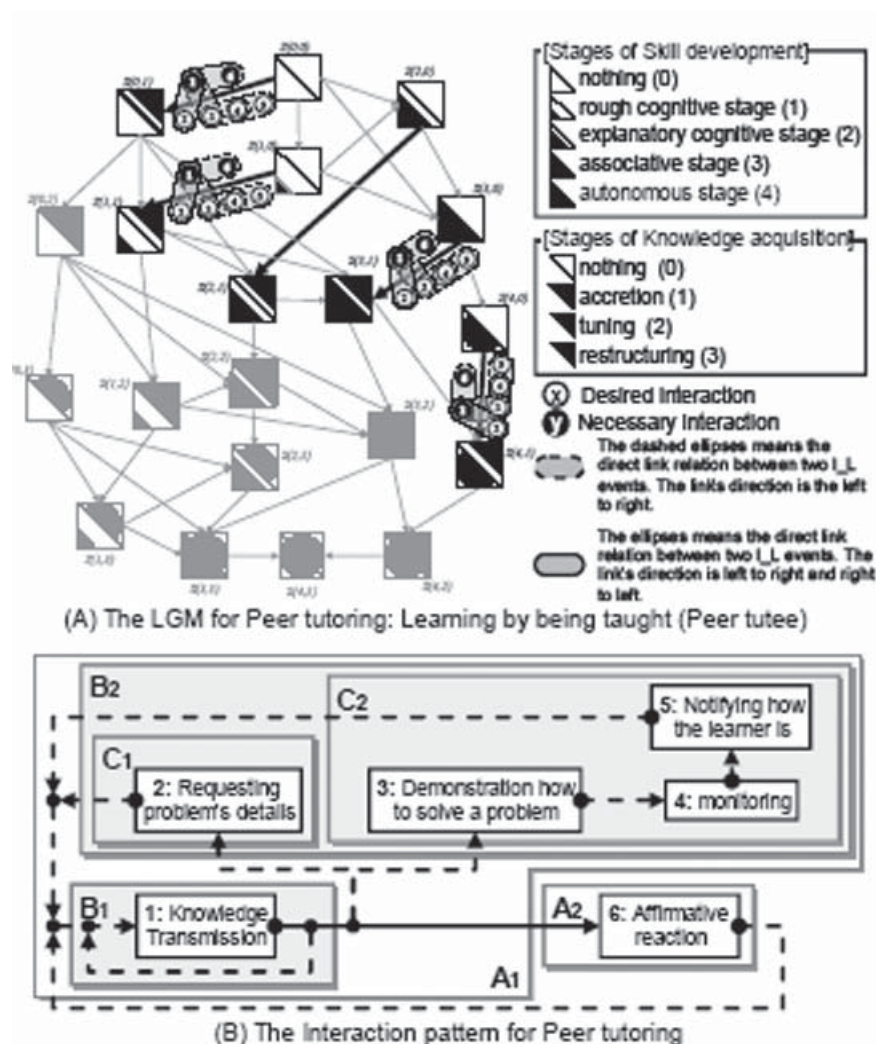 [Stages of Skill development]
nothing (0)
rough cognitive stage (1)
explanatory cognitive stage (2)
associative stage (3)
autonomous stage (4)
[Stages of Knowledge acquisition]
nothing (0)
accretion (1)
tuning (2)
restructuring (3)
x Desired Interaction
y Necessary Interaction
The dashed ellipses means the
direct link relation between two I_L
events. The link's direction is the left
to right.
The ellipses means the direct link
relation between two I_L events. The
link's direction is left to right and right
to left.
(A) The LGM for Peer tutoring: Learning by being taught (Peer tutee)
B2
C2
5: Notifying how
the learner is
C1
2: Requesting
problem's details
3: Demonstration how
to solve a problem
4: monitoring
B1
1: Knowledge
Transmission
A2
6: Affirmative
reaction
A1
(B) The Interaction pattern for Peer tutoring